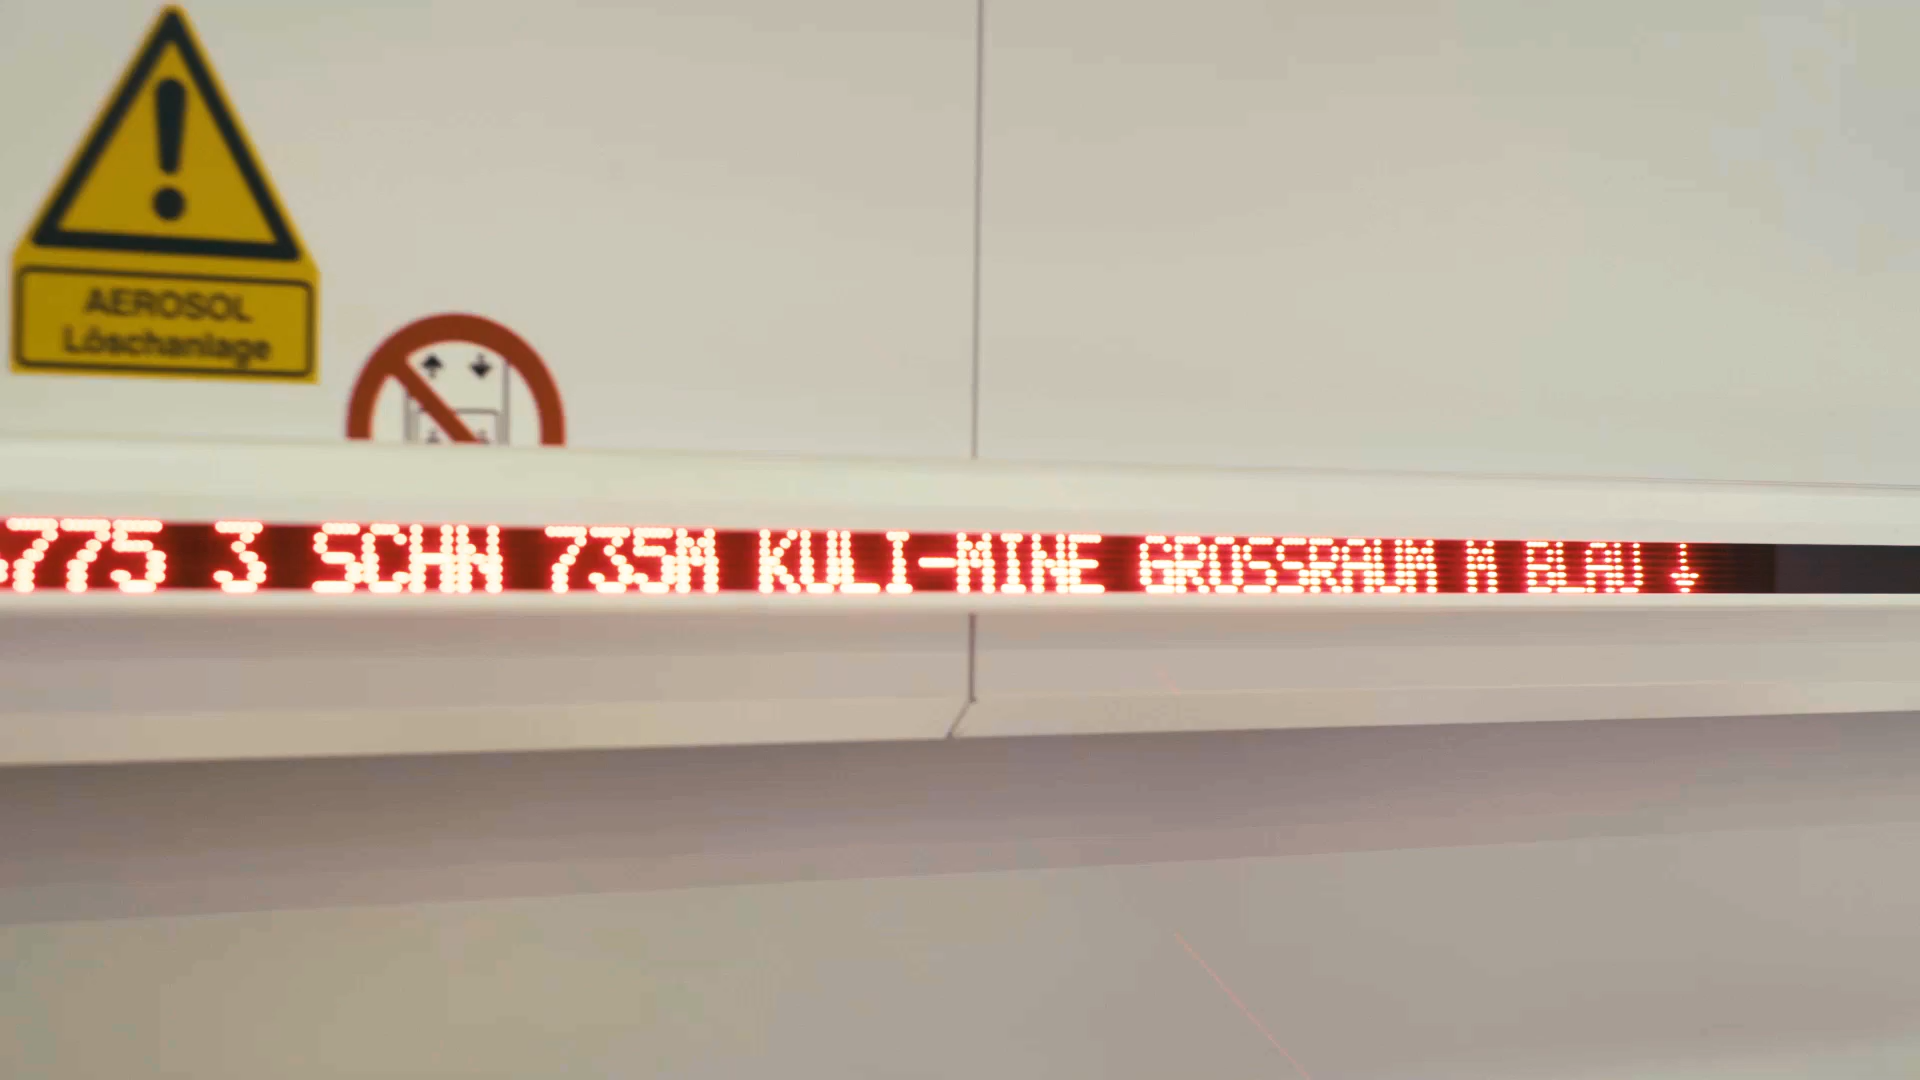 AEROSOL
Löschanlage
775 3 SCHN 735M KULI-MINE GROSSRAUM M BLAU ↓